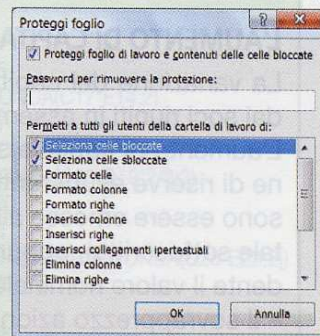 Proteggi foglio
Proteggi foglio di lavoro e contenuti delle celle bloccate
Password per rimuovere la protezione:
Permetti a tutti gli utenti della cartella di lavoro di:
Seleziona celle bloccate
Seleziona celle sbloccate
Formato celle
Formato colonne
Formato righe
Inserisci colonne
Inserisci righe
Inserisci collegamenti ipertestuali
Elimina colonne
Elimina righe
OK
Annulla